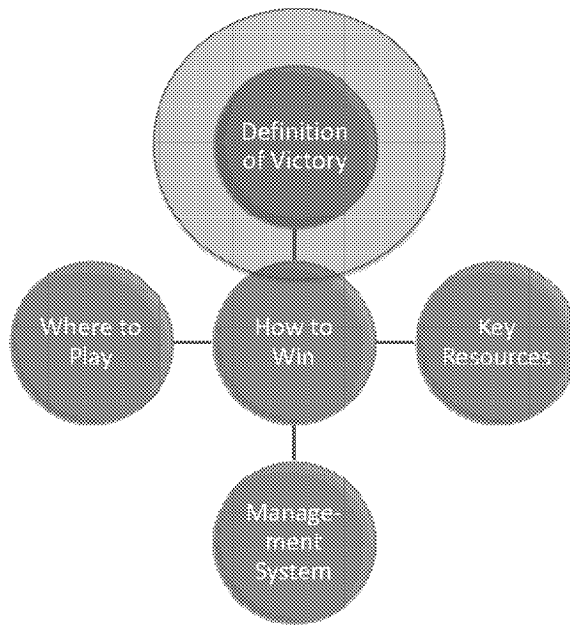 Definition
of Victory
Where to
Play
How to
Win
Key
Resources
Manage-
ment
System